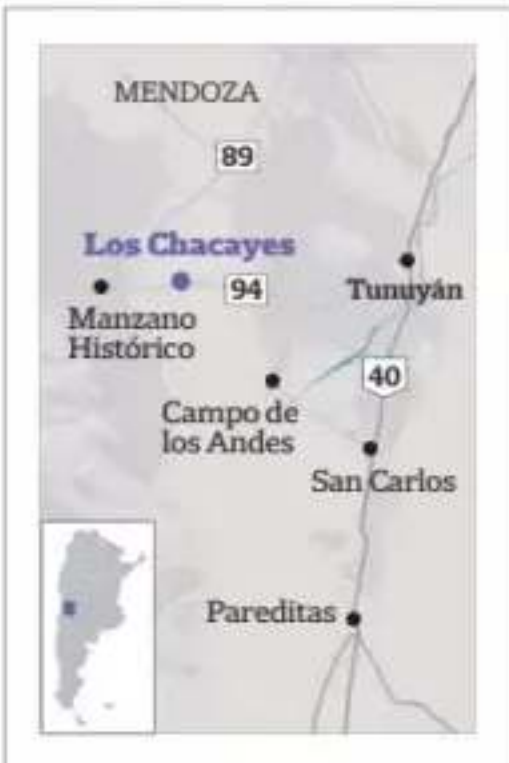 MENDOZA
89
Los Chacayes
94
Manzano
Histórico
Tunuyán
40
Campo de
los Andes
San Carlos
Pareditas